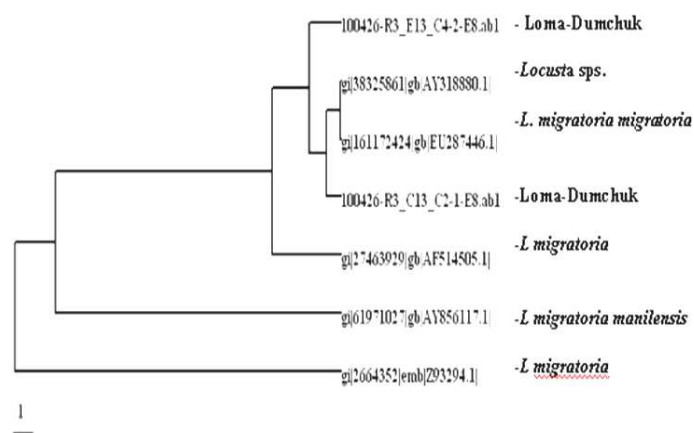 100426-R3_E13_C4-2-E8.ab1 - Loma-Dumchuk
gi|38325861|gb|AY318880.1| -Locusta sps.
gi|161172424|gb|EU287446.1| -L. migratoria migratoria
100426-R3_C13_C2-1-E8.ab1 -Loma-Dumchuk
gi|27463929|gb|AF514505.1| -L migratoria
gi|61971027|gb|AY856117.1| -L migratoria manilensis
gi|2664352|emb|Z93294.1| -L migratoria
1